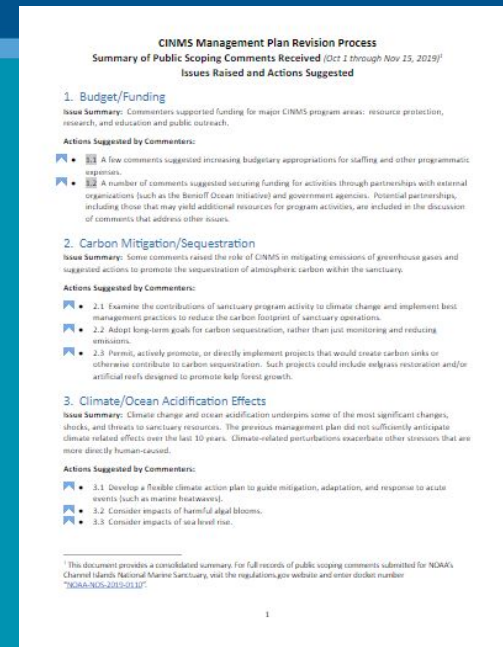 CINMS Management Plan Revision Process
Summary of Public Scoping Comments Received (Oct 1 through Nov 15, 2019)¹
Issues Raised and Actions Suggested
1. Budget/Funding
Issue Summary: Commenters supported funding for major CINMS program areas: resource protection,
research, and education and public outreach.
Actions Suggested by Commenters:
• 1.1 A few comments suggested increasing budgetary appropriations for staffing and other programmatic
expenses.
• 1.2 A number of comments suggested securing funding for activities through partnerships with external
organizations (such as the Benioff Ocean Initiative) and government agencies. Potential partnerships,
including those that may yield additional resources for program activities, are included in the discussion
of comments that address other issues.
2. Carbon Mitigation/Sequestration
Issue Summary: Some comments raised the role of CINMS in mitigating emissions of greenhouse gases and
suggested actions to promote the sequestration of atmospheric carbon within the sanctuary.
Actions Suggested by Commenters:
• 2.1 Examine the contributions of sanctuary program activity to climate change and implement best
management practices to reduce the carbon footprint of sanctuary operations.
• 2.2 Adopt long-term goals for carbon sequestration, rather than just monitoring and reducing
emissions.
• 2.3 Permit, actively promote, or directly implement projects that would create carbon sinks or
otherwise contribute to carbon sequestration. Such projects could include eelgrass restoration and/or
artificial reefs designed to promote kelp forest growth.
3. Climate/Ocean Acidification Effects
Issue Summary: Climate change and ocean acidification underpins some of the most significant changes,
shocks, and threats to sanctuary resources. The previous management plan did not sufficiently anticipate
climate related effects over the last 10 years. Climate-related perturbations exacerbate other stressors that are
more directly human-caused.
Actions Suggested by Commenters:
• 3.1 Develop a flexible climate action plan to guide mitigation, adaptation, and response to acute
events (such as marine heatwaves).
• 3.2 Consider impacts of harmful algal blooms.
• 3.3 Consider impacts of sea level rise.
¹ This document provides a consolidated summary. For full records of public scoping comments submitted for NOAA's
Channel Islands National Marine Sanctuary, visit the regulations.gov website and enter docket number
"NOAA-NOS-2019-0110".
1